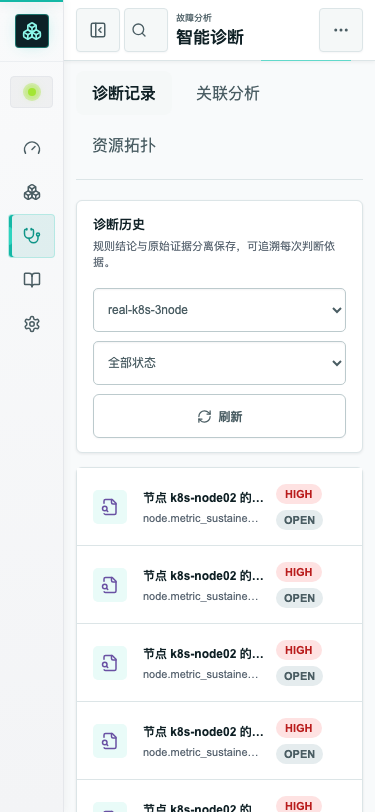 故障分析
智能诊断
诊断记录
关联分析
资源拓扑
诊断历史
规则结论与原始证据分离保存，可追溯每次判断依
据。
real-k8s-3node
全部状态
刷新
节点 k8s-node02 的…
HIGH
node.metric_sustaine…
OPEN
节点 k8s-node02 的…
HIGH
node.metric_sustaine…
OPEN
节点 k8s-node02 的…
HIGH
node.metric_sustaine…
OPEN
节点 k8s-node02 的…
HIGH
node.metric_sustaine…
OPEN
节点 k8s-node02 的…
HIGH